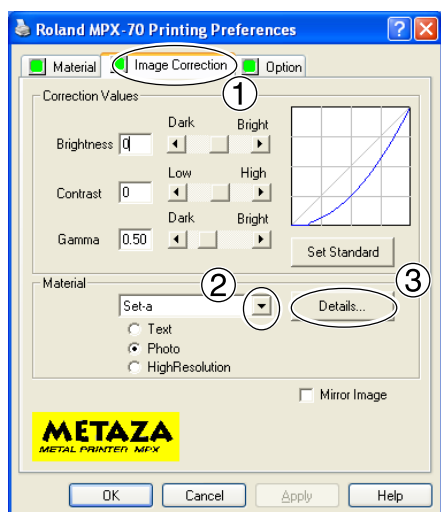 Roland MPX-70 Printing Preferences
Material Image Correction Option
①
Correction Values
Dark Bright
Brightness 0
Low High
Contrast 0
Dark Bright
Gamma 0.50
Set Standard
Material
② ③
Set-a Details...
Text
Photo
HighResolution
Mirror Image
METAZA
METAL PRINTER MPX
OK Cancel Apply Help